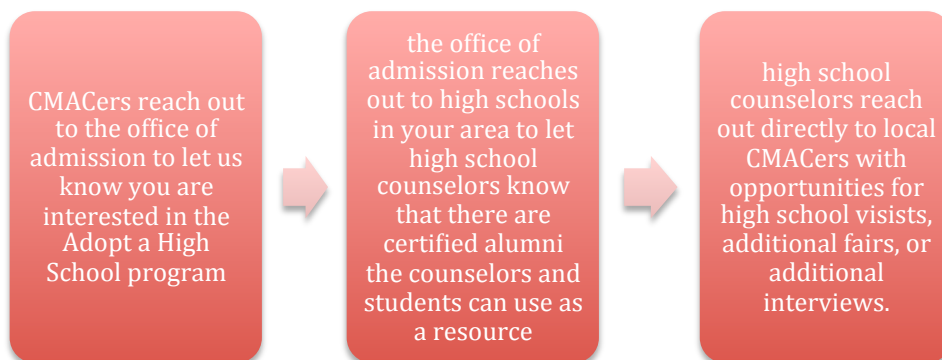 CMACers reach out
to the office of
admission to let us
know you are
interested in the
Adopt a High
School program
the office of
admission reaches
out to high schools
in your area to let
high school
counselors know
that there are
certified alumni
the counselors and
students can use as
a resource
high school
counselors reach
out directly to local
CMACers with
opportunities for
high school visists,
additional fairs, or
additional
interviews.